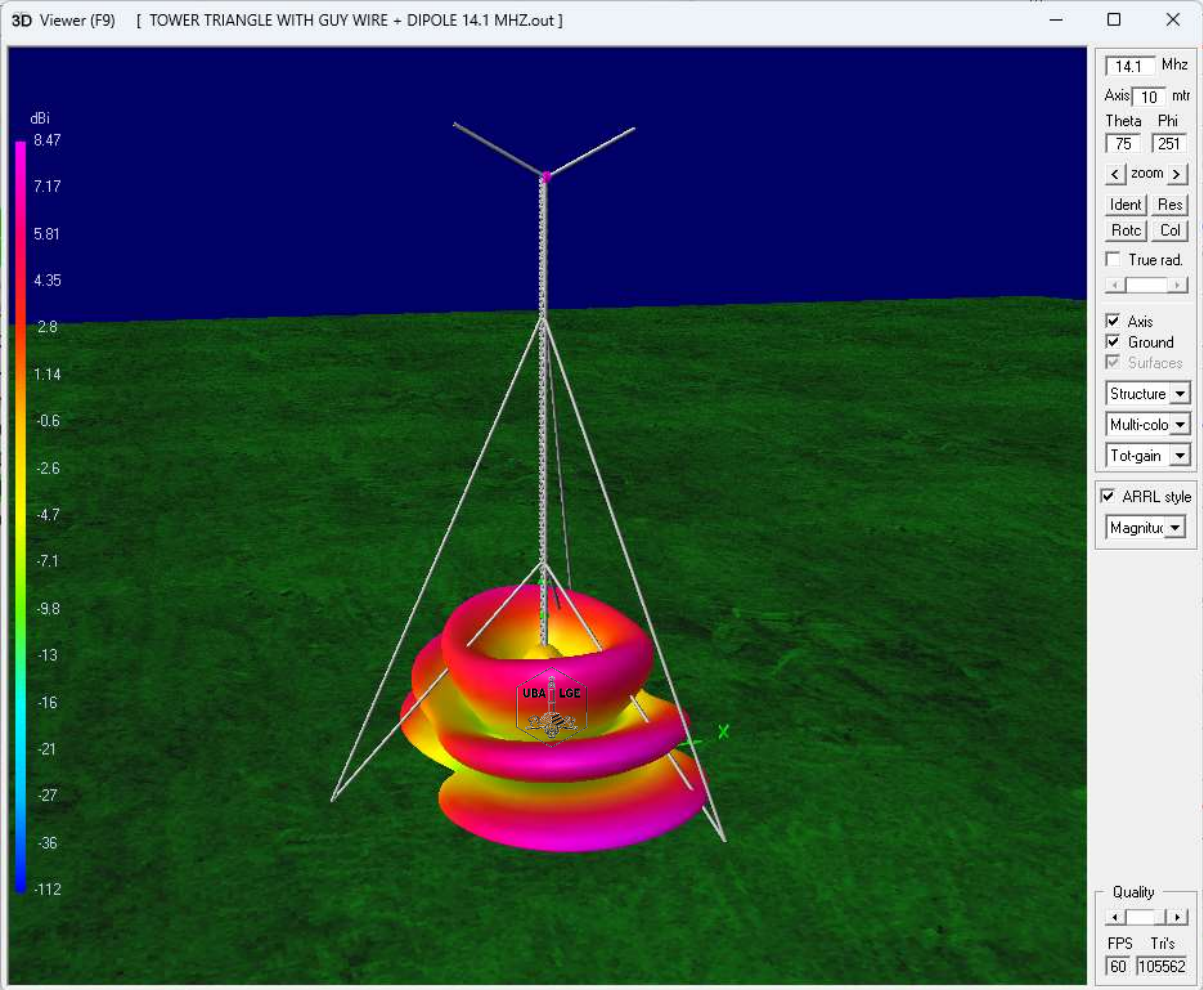 3D Viewer (F9) [ TOWER TRIANGLE WITH GUY WIRE + DIPOLE 14.1 MHZ.out ]
dBi
8.47
7.17
5.81
4.35
2.8
1.14
-0.6
-2.6
-4.7
-7.1
-9.8
-13
-16
-21
-27
-36
-112
UBA LGE
X
14.1 Mhz
Axis 10 mtr
Theta Phi
75 251
< zoom >
Ident Res
Rotc Col
True rad.
Axis
Ground
Surfaces
Structure
Multi-colo
Tot-gain
ARRL style
Magnituc
Quality
FPS Tri's
60 105562